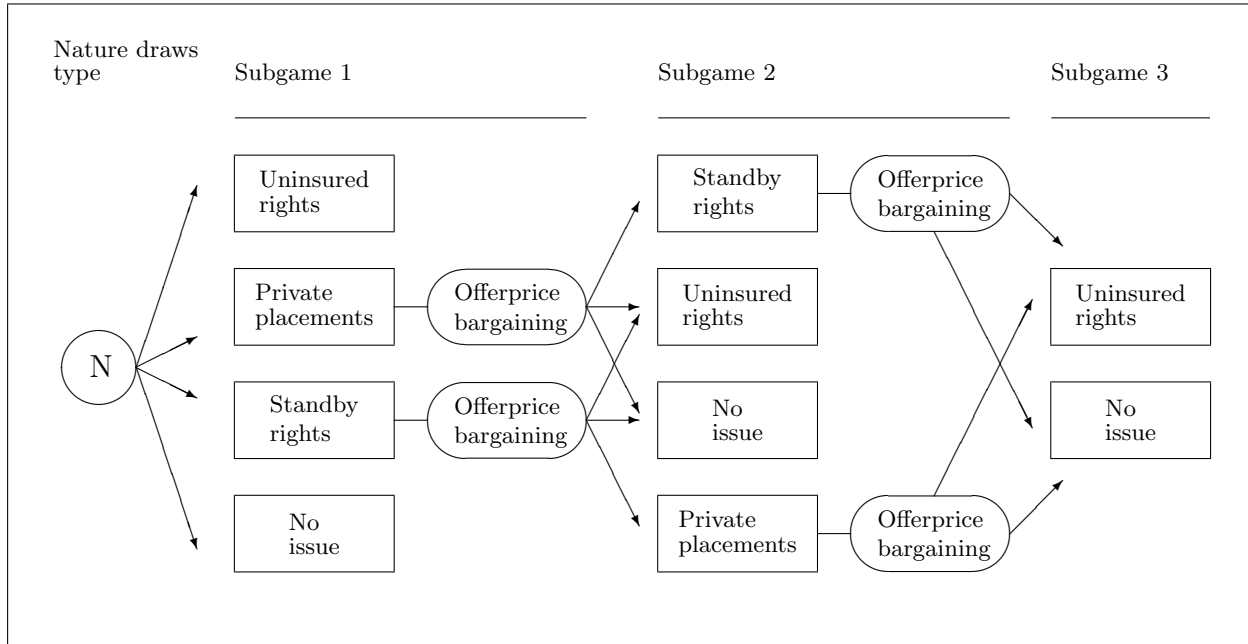 Nature draws
type
Subgame 1
Subgame 2
Subgame 3
N
Uninsured
rights
Private
placements
Offerprice
bargaining
Standby
rights
Offerprice
bargaining
No
issue
Standby
rights
Offerprice
bargaining
Uninsured
rights
No
issue
Private
placements
Offerprice
bargaining
Uninsured
rights
No
issue